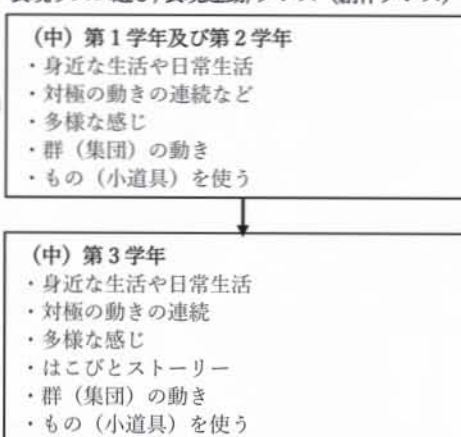 (中)第1学年及び第2学年
・身近な生活や日常生活
・対極の動きの連続など
・多様な感じ
・群(集団)の動き
・もの(小道具)を使う
(中)第3学年
・身近な生活や日常生活
・対極の動きの連続
・多様な感じ
・はこびとストーリー
・群(集団)の動き
・もの(小道具)を使う